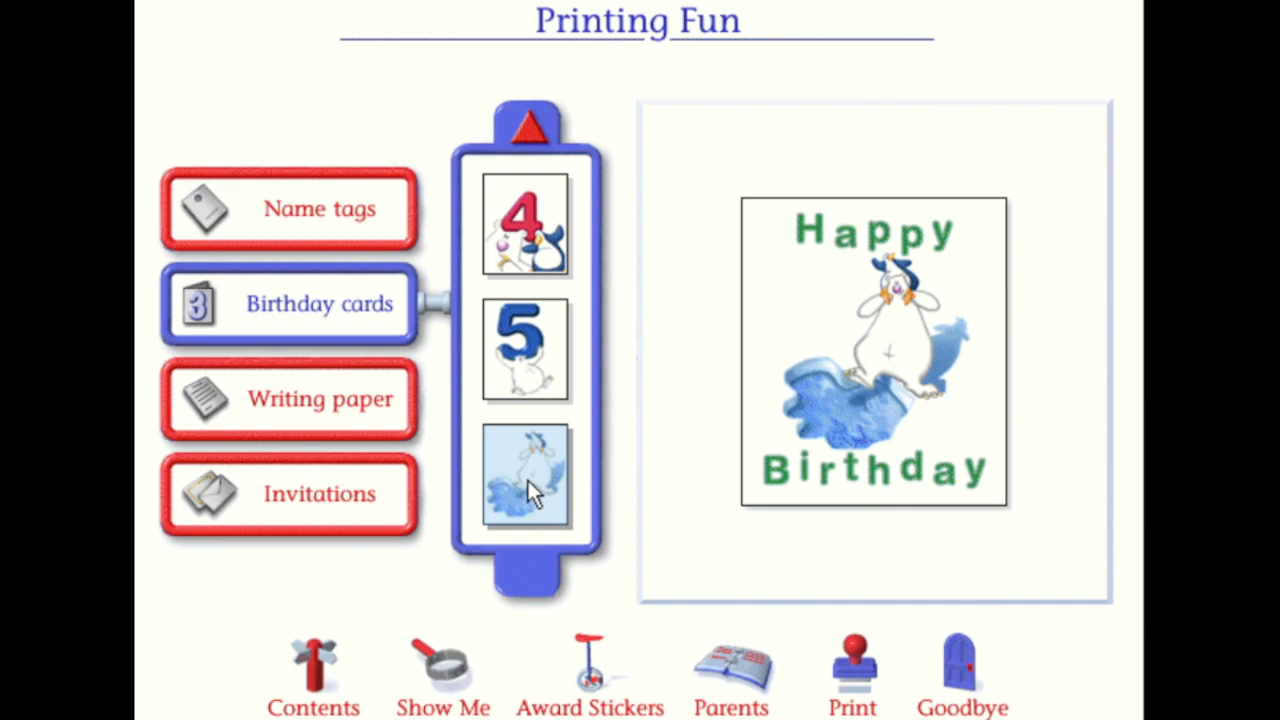 Printing Fun
Name tags
3
Birthday cards
Writing paper
Invitations
4
5
Happy
Birthday
Contents
Show Me
Award Stickers
Parents
Print
Goodbye